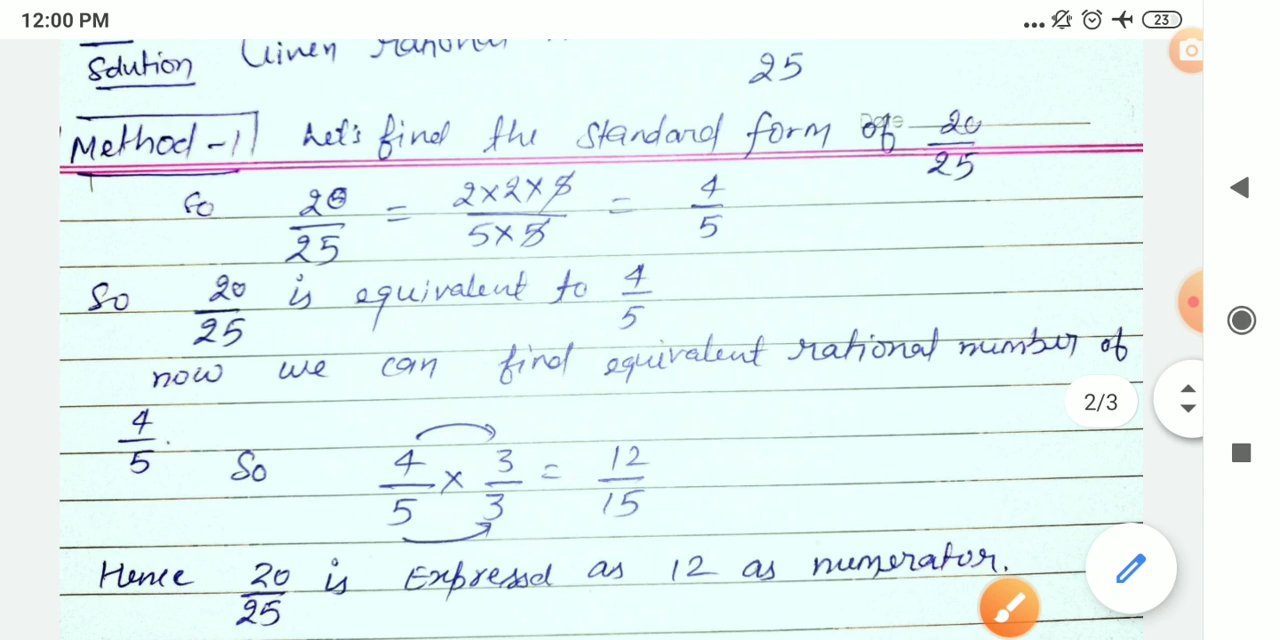 12:00 PM
23
Solution Given
25
Method-1 Let's find the standard form of 20/25
So 20/25 = 2×2×5/5×5 = 4/5
So 20/25 is equivalent to 4/5
now we can find equivalent rational number of
4/5. So 4/5 × 3/3 = 12/15
2/3
Hence 20/25 is Expressed as 12 as numerator.